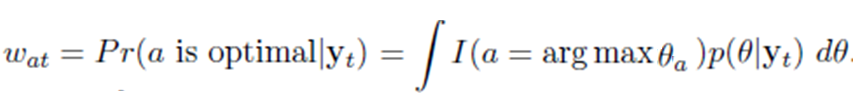 w_{at} = Pr(a is optimal|y_t) = ∫ I(a = arg max θ_a )p(θ|y_t) dθ.